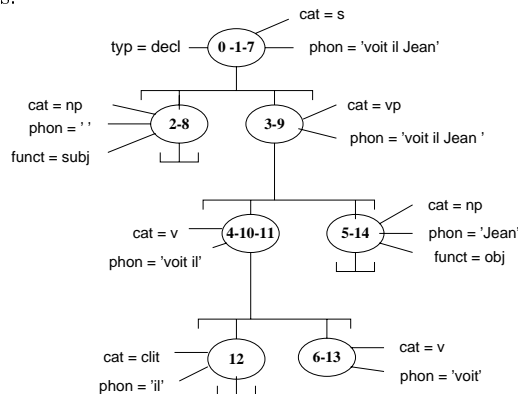 s.
cat = s
typ = decl
0 -1-7
phon = 'voit il Jean'
cat = np
phon = ' '
funct = subj
2-8
3-9
cat = vp
phon = 'voit il Jean '
cat = v
phon = 'voit il'
4-10-11
5-14
cat = np
phon = 'Jean'
funct = obj
cat = clit
phon = 'il'
12
6-13
cat = v
phon = 'voit'